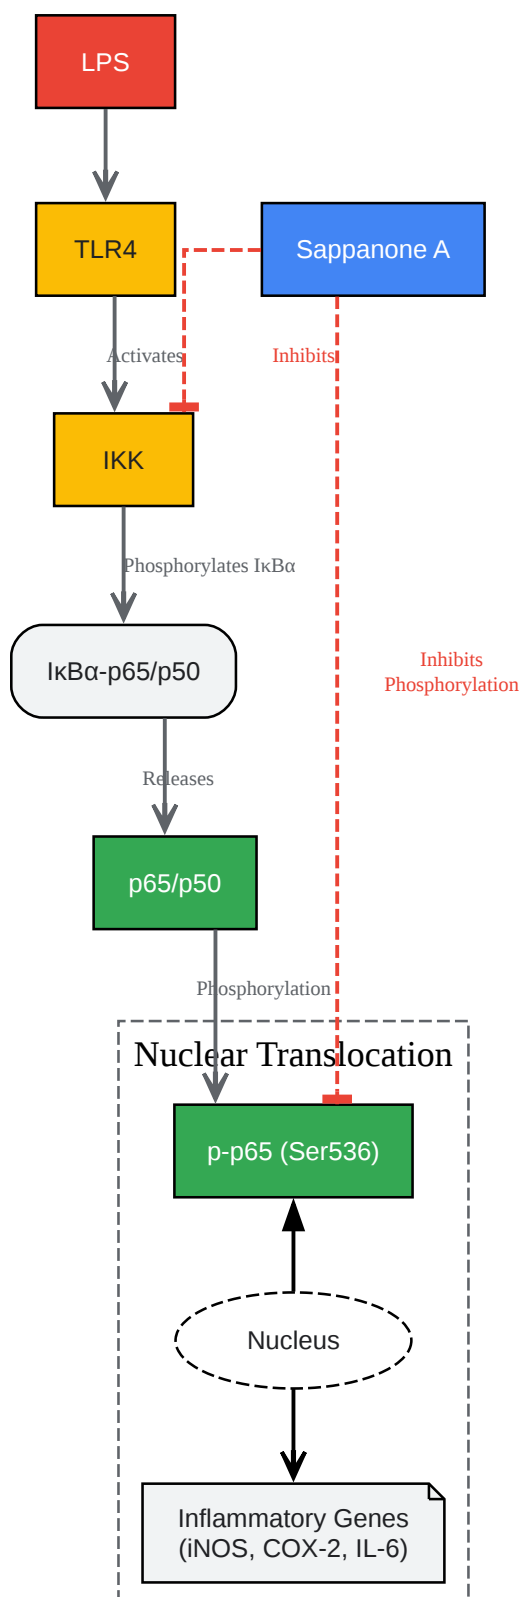 LPS
TLR4
Sappanone A
Activates
Inhibits
IKK
Phosphorylates IκBα
IκBα-p65/p50
Inhibits
Phosphorylation
Releases
p65/p50
Phosphorylation
Nuclear Translocation
p-p65 (Ser536)
Nucleus
Inflammatory Genes
(iNOS, COX-2, IL-6)